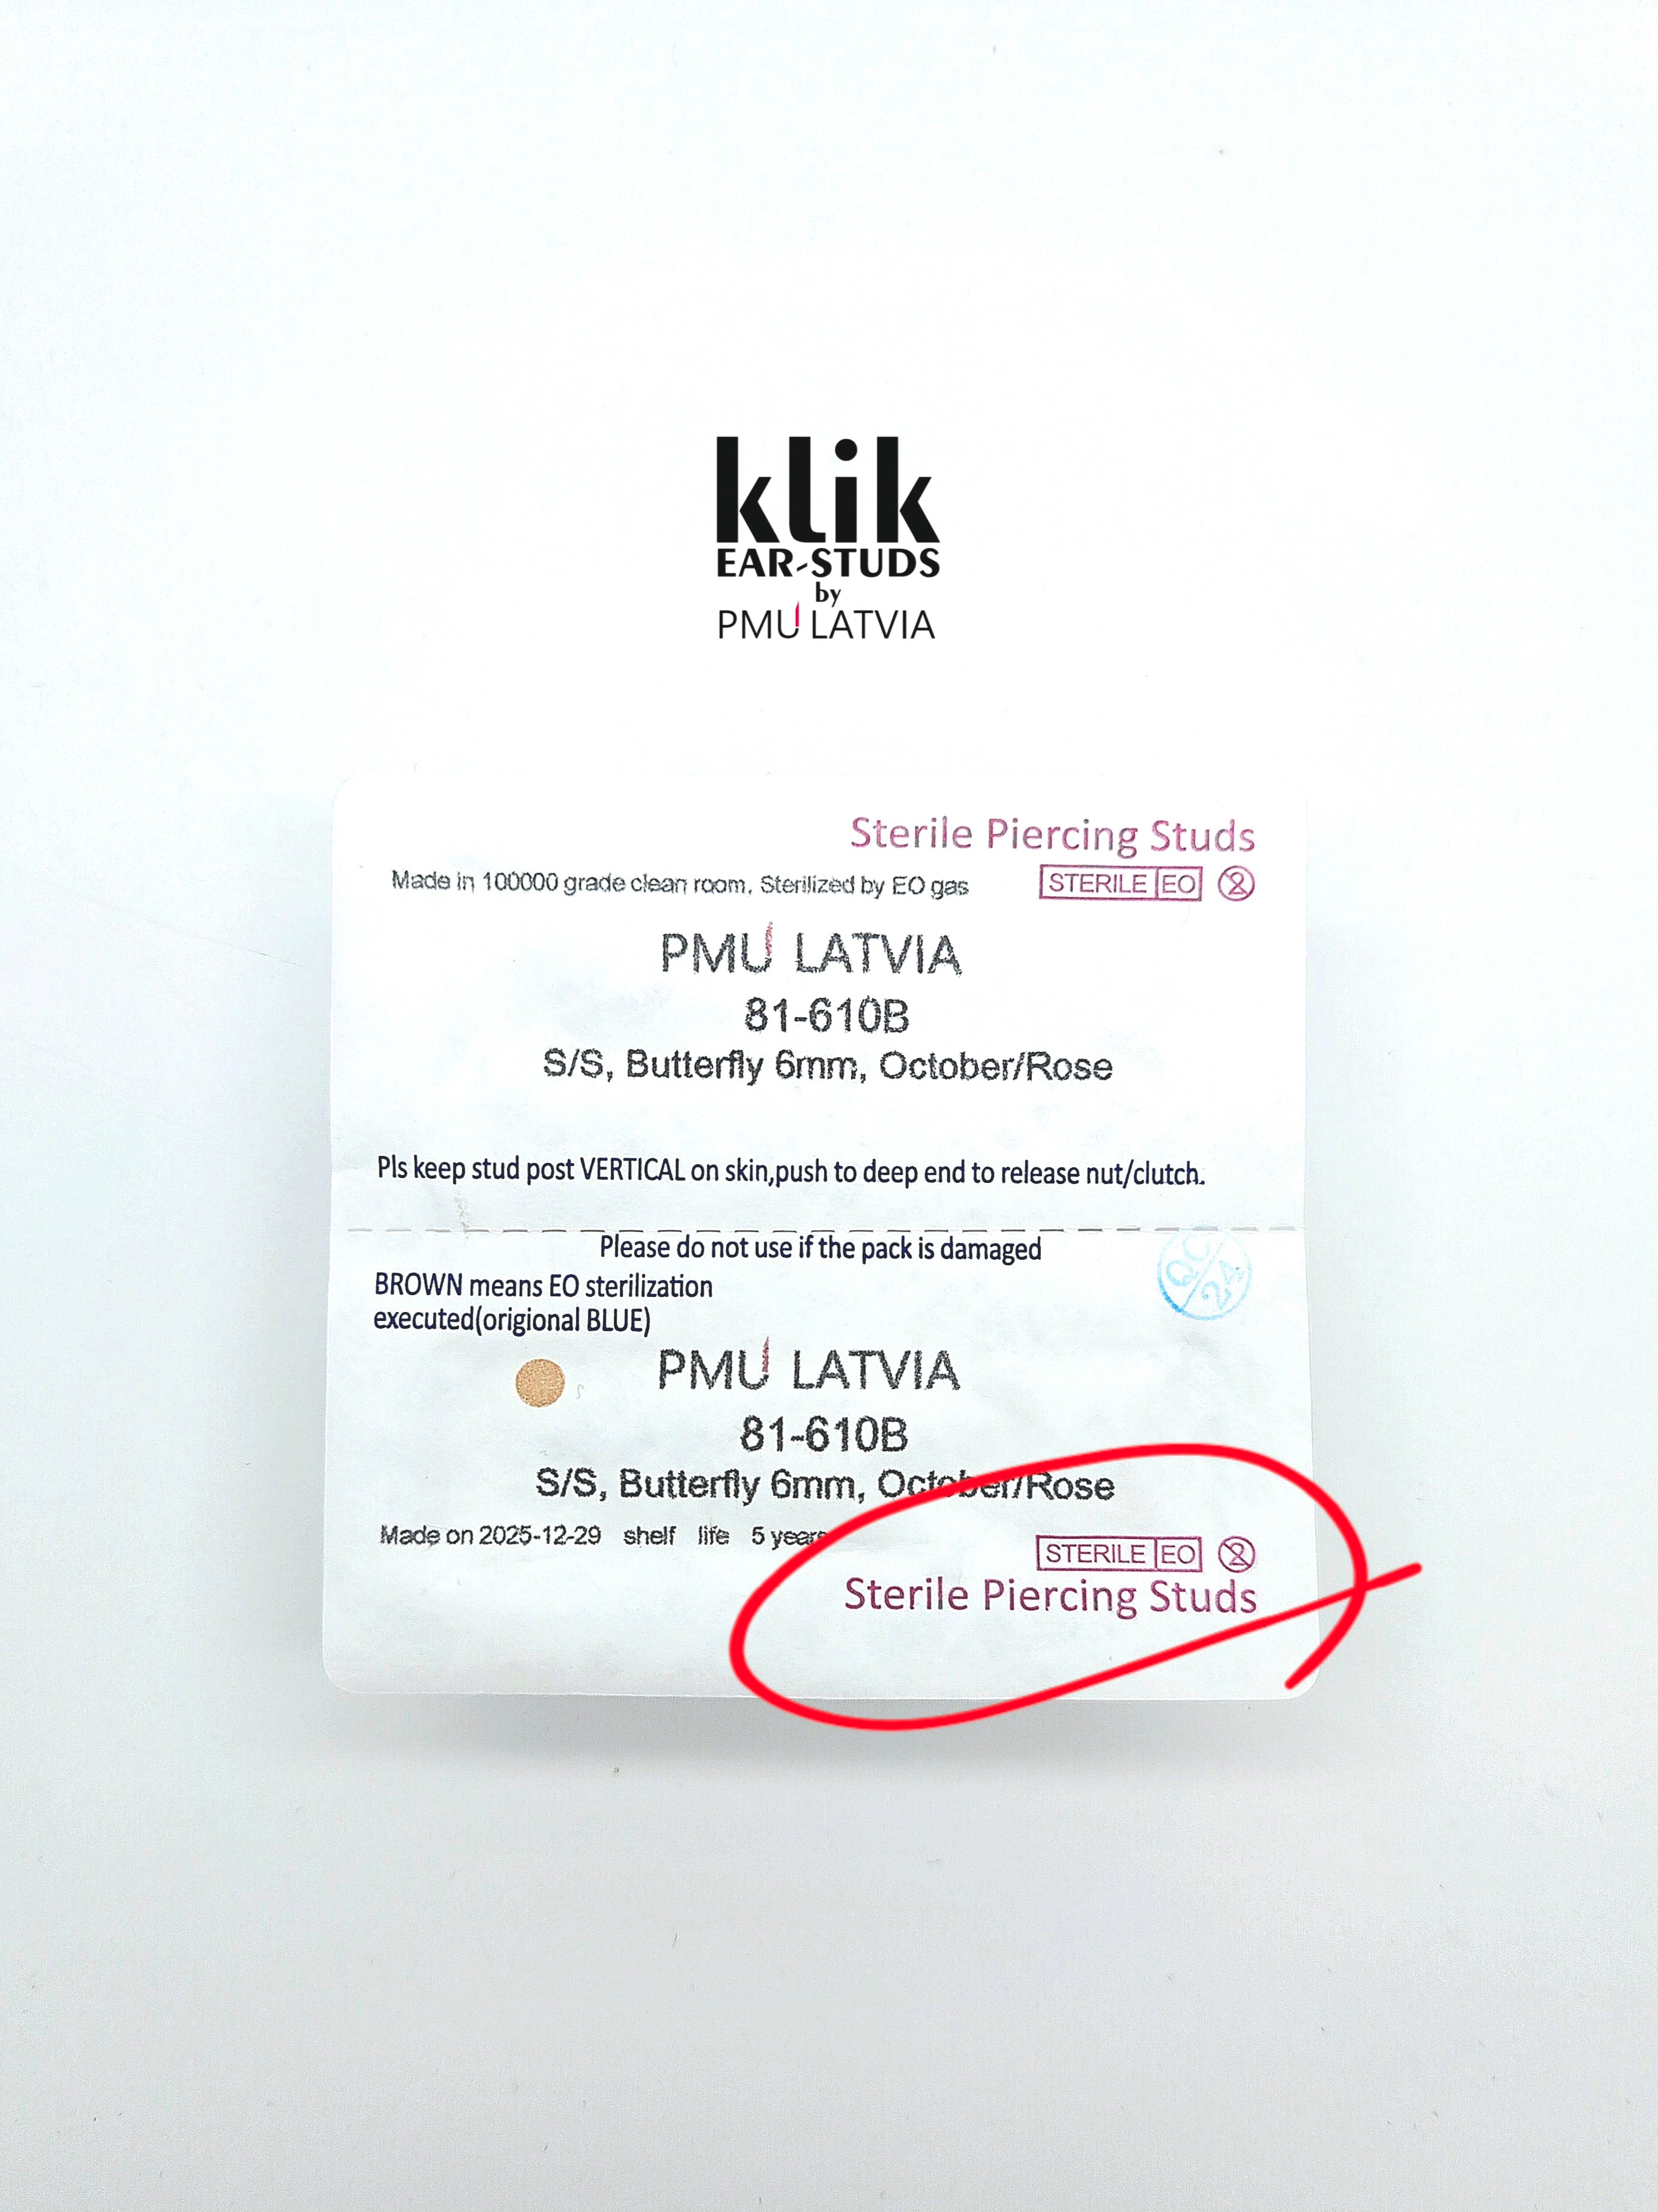 klik
EAR-STUDS
by
PMU LATVIA
Sterile Piercing Studs
Made in 100000 grade clean room, Sterilized by EO gas
STERILE EO 2
PMU LATVIA
81-610B
S/S, Butterfly 6mm, October/Rose
Pls keep stud post VERTICAL on skin,push to deep end to release nut/clutch.
Please do not use if the pack is damaged
QC
24
BROWN means EO sterilization
executed(origional BLUE)
PMU LATVIA
81-610B
S/S, Butterfly 6mm, October/Rose
Made on 2025-12-29 shelf life 5 years
STERILE EO 2
Sterile Piercing Studs